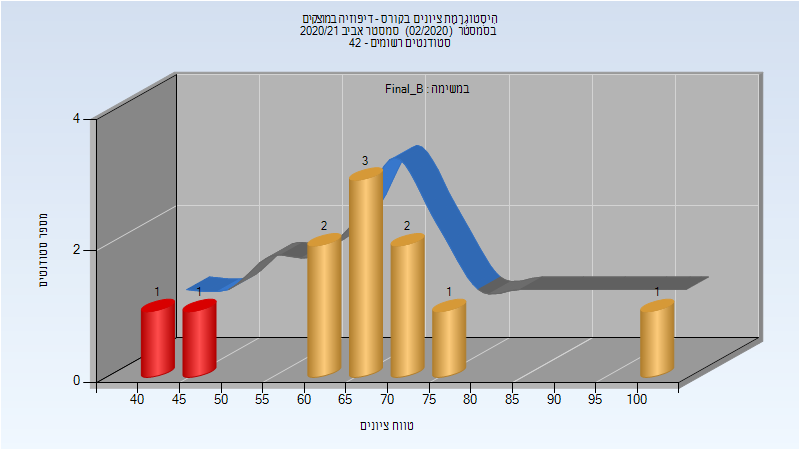 היסטוגרמת ציונים בקורס - דיפוזיה במוצקים
בסמסטר (02/2020) סמסטר אביב 2020/21
סטודנטים רשומים - 42
במשימה : Final_B
מספר סטודנטים
4
2
0
1
1
2
3
2
1
1
40 45 50 55 60 65 70 75 80 85 90 95 100
טווח ציונים